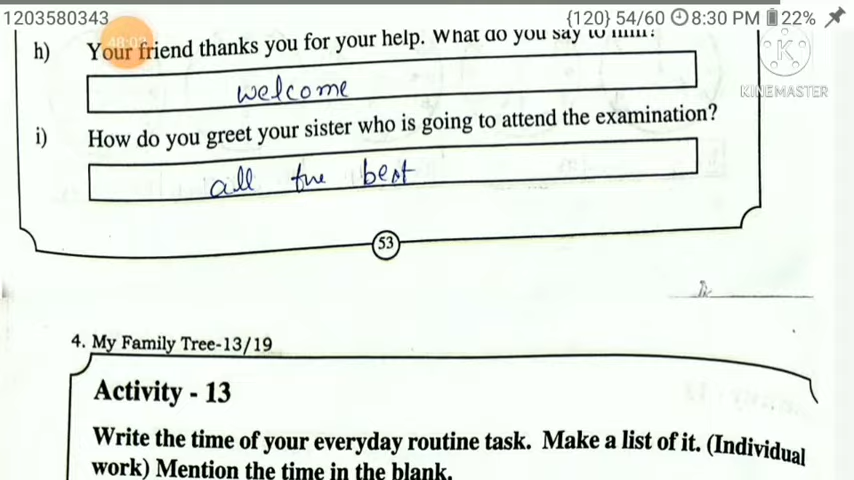 1203580343 {120} 54/60 8:30 PM 22%
48:02
h) Your friend thanks you for your help. What do you say to him?
KINEMASTER
welcome
i) How do you greet your sister who is going to attend the examination?
all the best
53
4. My Family Tree-13/19
Activity - 13
Write the time of your everyday routine task. Make a list of it. (Individual
work) Mention the time in the blank.